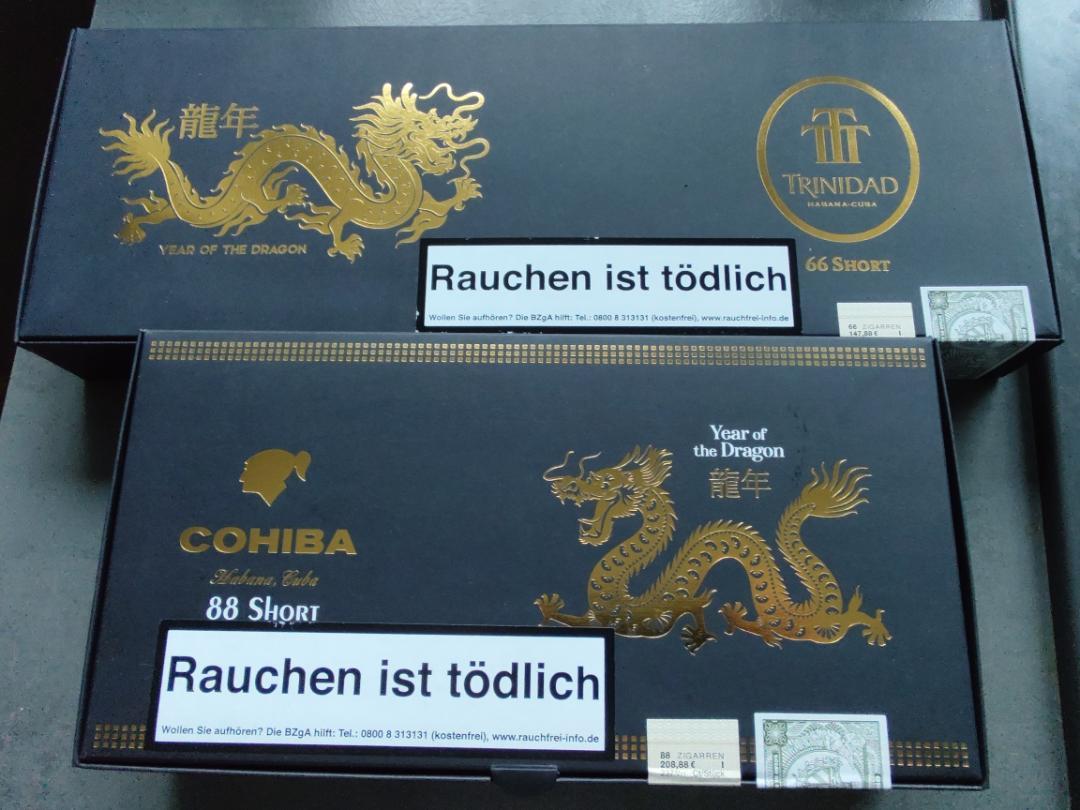 龍年
YEAR OF THE DRAGON
TRINIDAD
HABANA-CUBA
66 SHORT
Rauchen ist tödlich
Wollen Sie aufhören? Die BZgA hilft: Tel.: 0800 8 313131 (kostenfrei), www.rauchfrei-info.de
66 ZIGARREN
147,88 € I
Year of
the Dragon
龍年
COHIBA
Habana, Cuba
88 SHORT
Rauchen ist tödlich
Wollen Sie aufhören? Die BZgA hilft: Tel.: 0800 8 313131 (kostenfrei), www.rauchfrei-info.de
88 ZIGARREN
208,88 € I